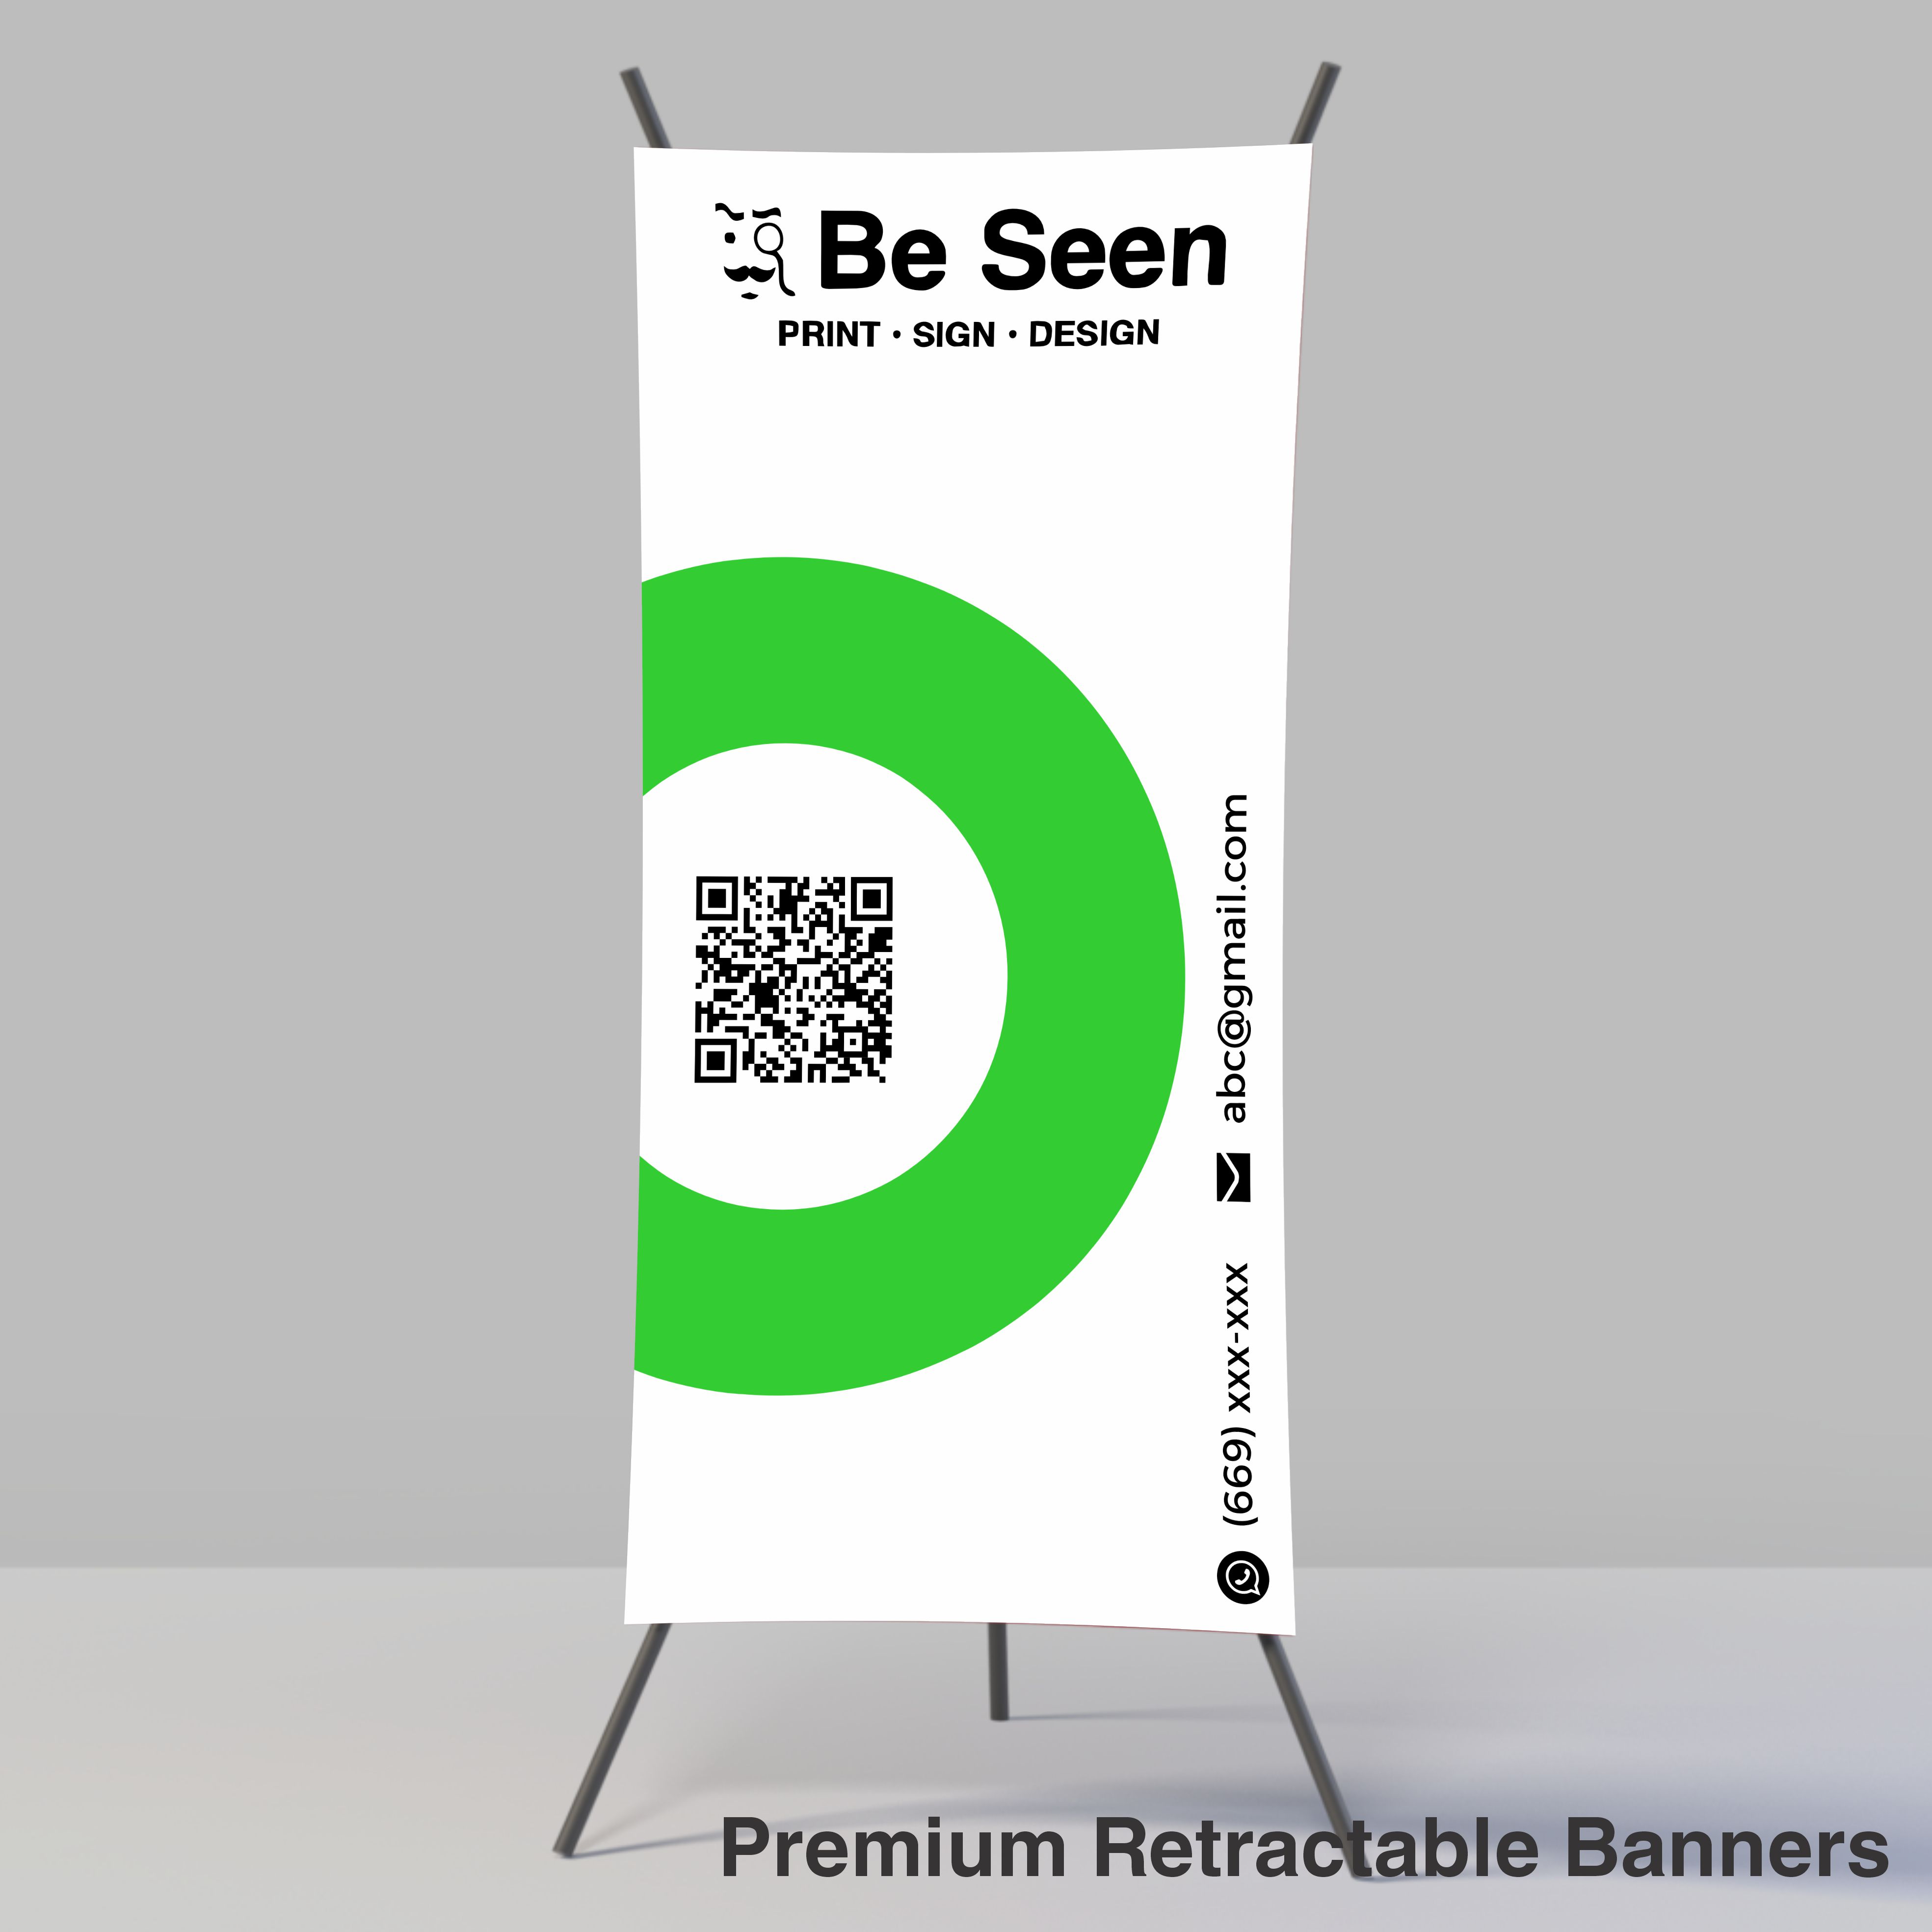 Be Seen
PRINT • SIGN • DESIGN
abc@gmail.com
(669) xxx-xxx
Premium Retractable Banners